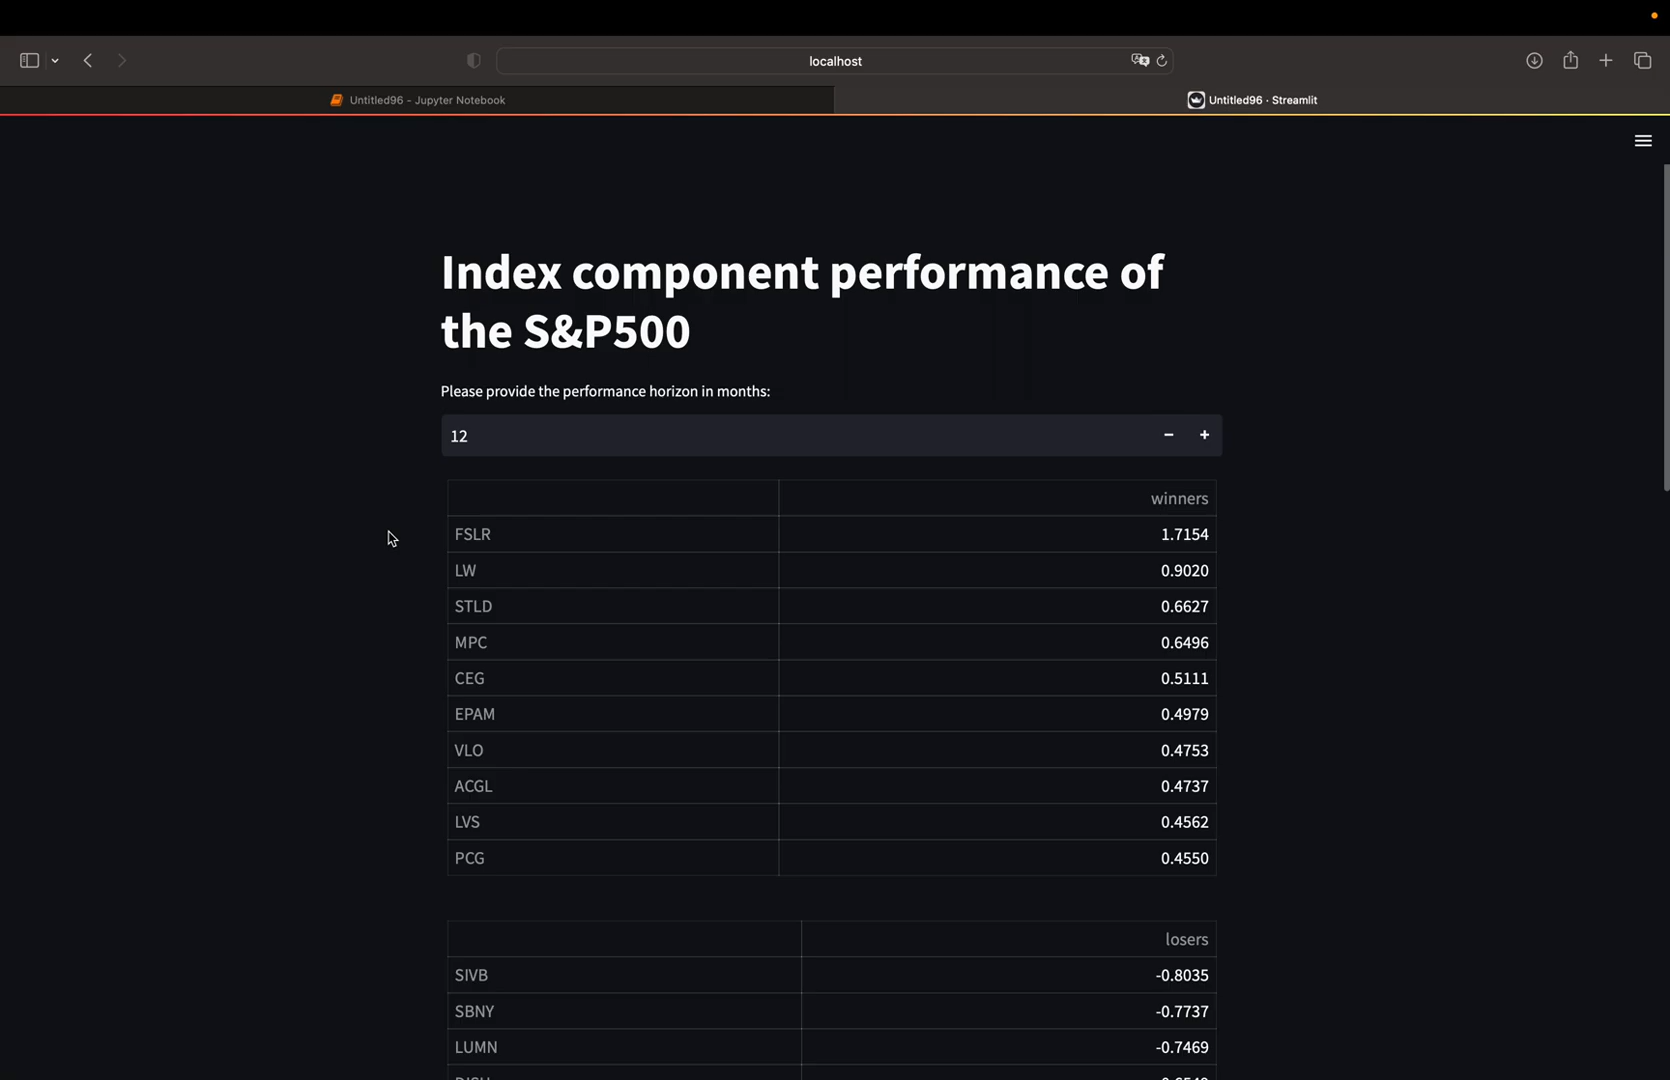 localhost
Untitled96 - Jupyter Notebook
Untitled96 · Streamlit
Index component performance of
the S&P500
Please provide the performance horizon in months:
12 - +
winners
FSLR 1.7154
LW 0.9020
STLD 0.6627
MPC 0.6496
CEG 0.5111
EPAM 0.4979
VLO 0.4753
ACGL 0.4737
LVS 0.4562
PCG 0.4550
losers
SIVB -0.8035
SBNY -0.7737
LUMN -0.7469